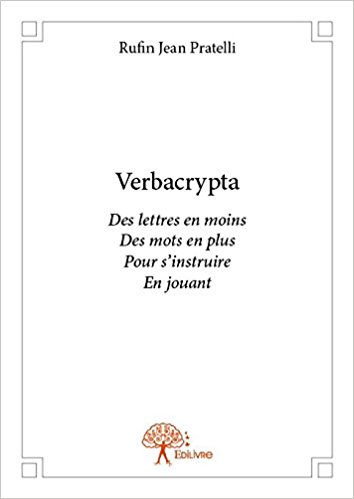 Rufin Jean Pratelli
Verbacrypta
Des lettres en moins
Des mots en plus
Pour s'instruire
En jouant
EDILIVRE